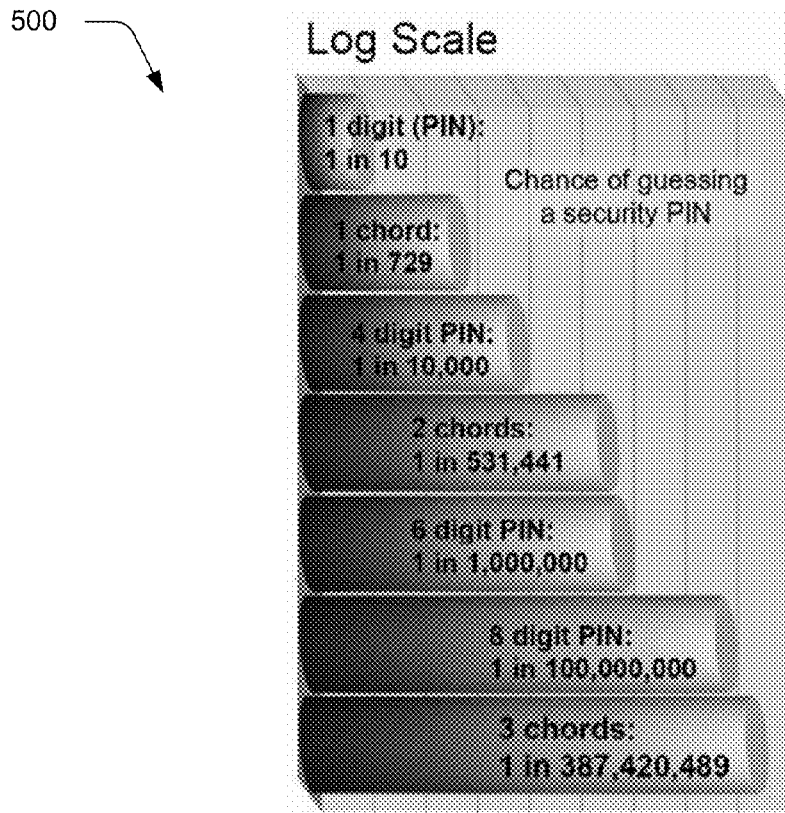 500
Log Scale
1 digit (PIN):
1 in 10
Chance of guessing
a security PIN
1 chord:
1 in 729
4 digit PIN:
1 in 10,000
2 chords:
1 in 531,441
6 digit PIN:
1 in 1,000,000
8 digit PIN:
1 in 100,000,000
3 chords:
1 in 387,420,489